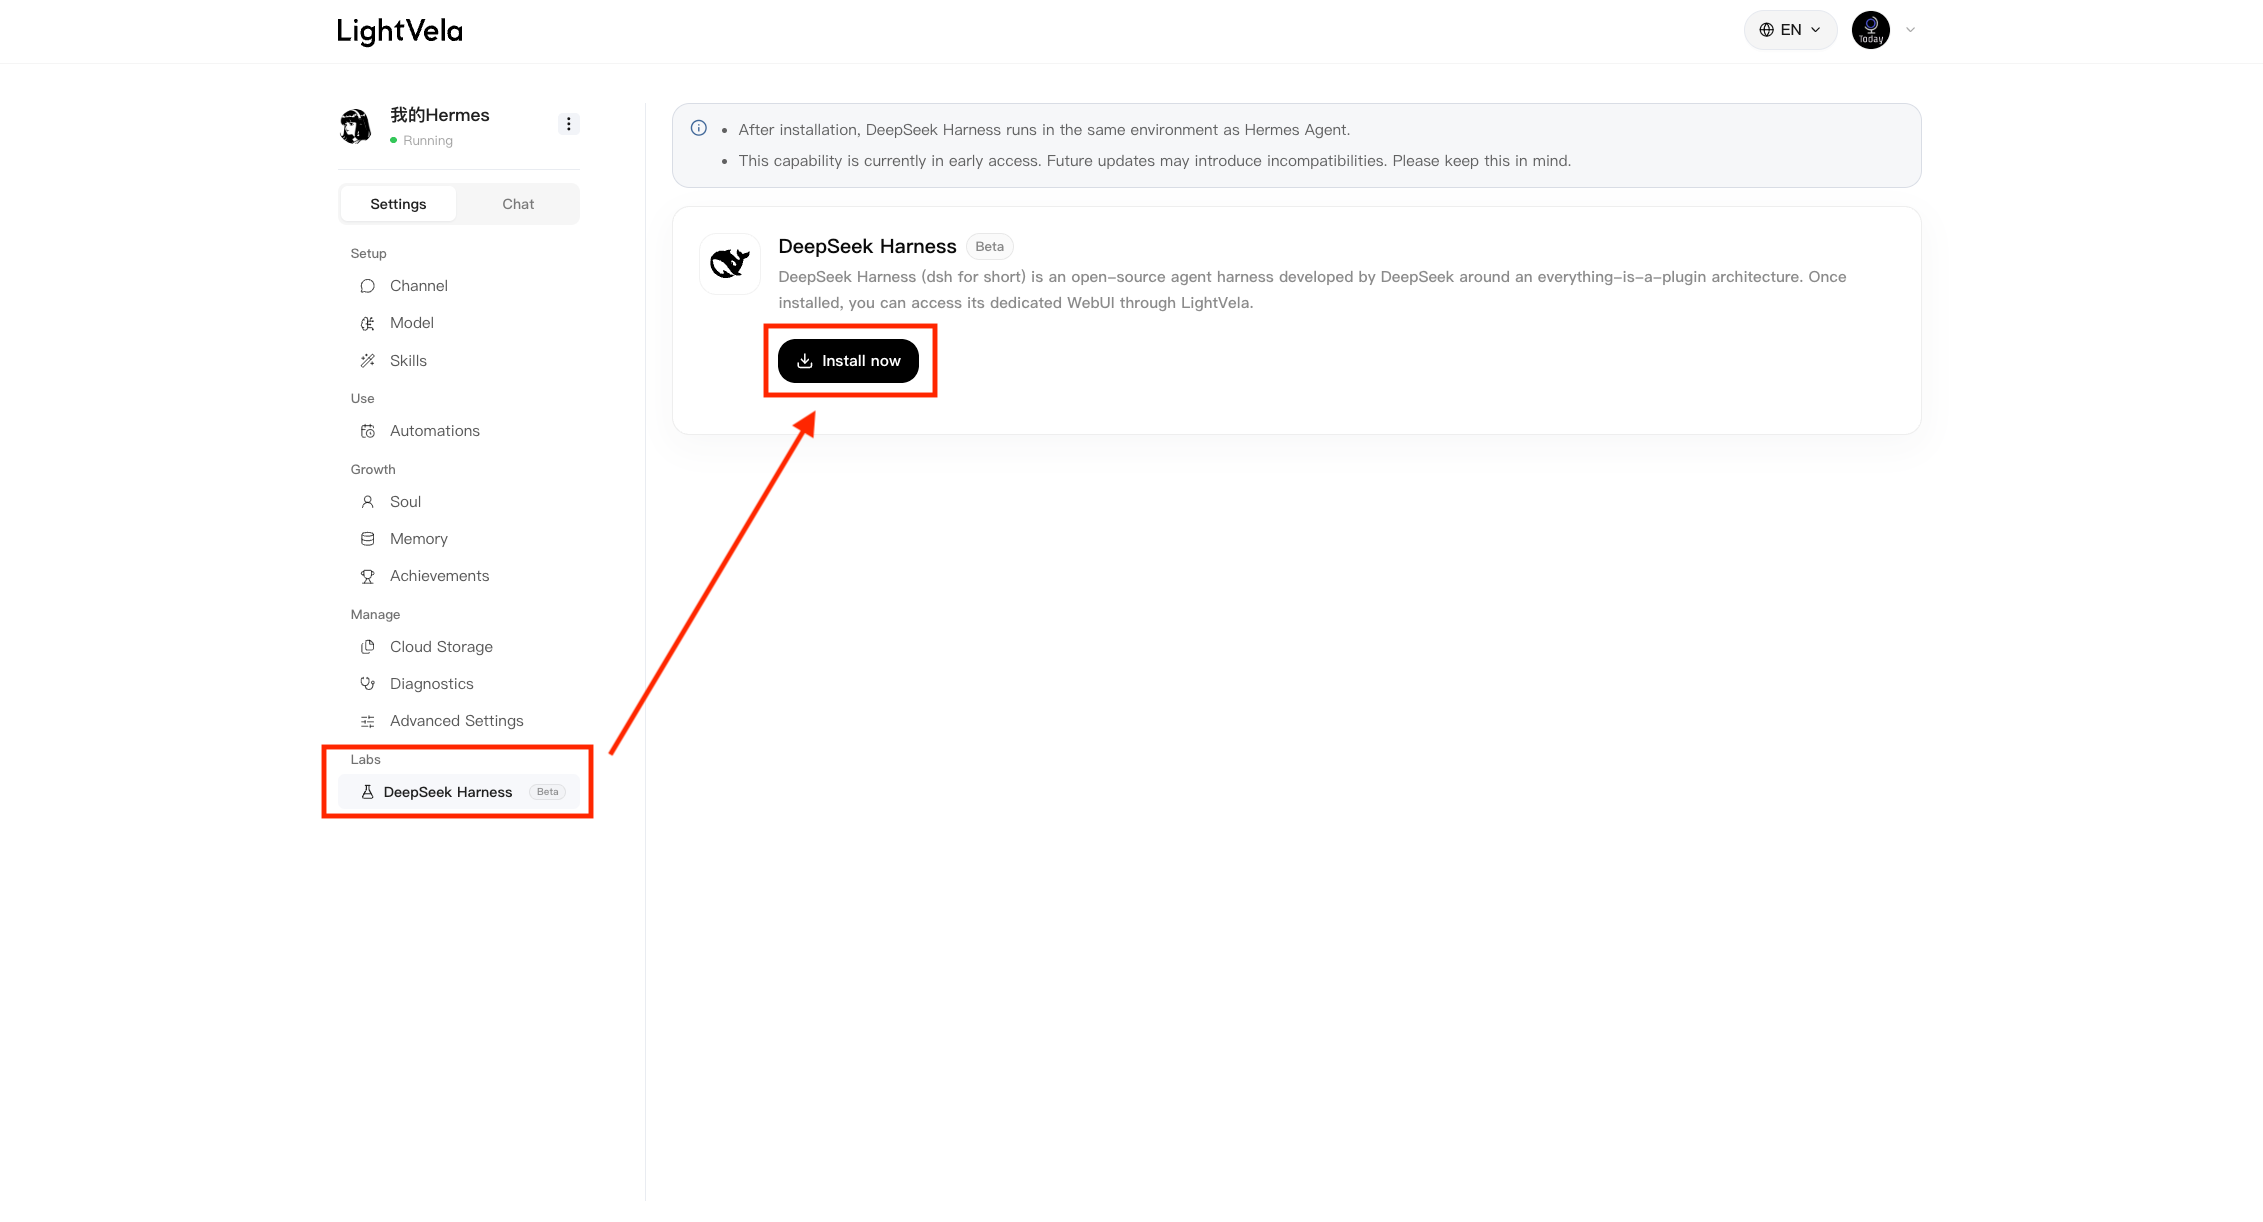 LightVela
EN
Today
我的Hermes
Running
Settings
Chat
Setup
Channel
Model
Skills
Use
Automations
Growth
Soul
Memory
Achievements
Manage
Cloud Storage
Diagnostics
Advanced Settings
Labs
DeepSeek Harness Beta
• After installation, DeepSeek Harness runs in the same environment as Hermes Agent.
• This capability is currently in early access. Future updates may introduce incompatibilities. Please keep this in mind.
DeepSeek Harness Beta
DeepSeek Harness (dsh for short) is an open-source agent harness developed by DeepSeek around an everything-is-a-plugin architecture. Once
installed, you can access its dedicated WebUI through LightVela.
Install now